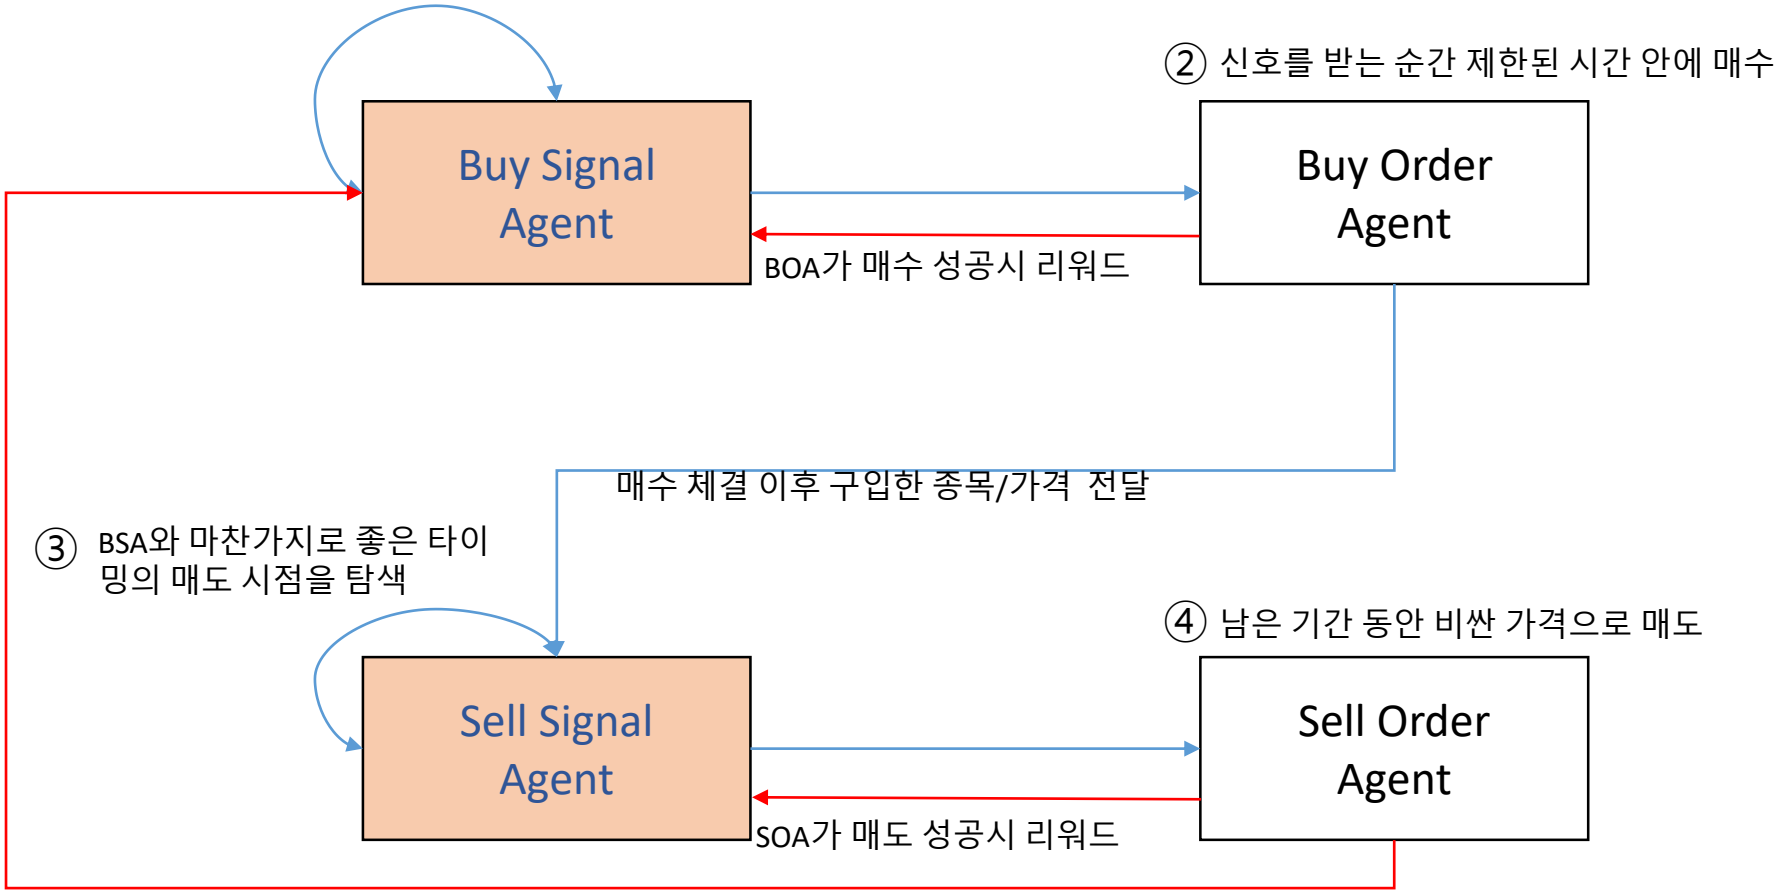 ② 신호를 받는 순간 제한된 시간 안에 매수
Buy Signal
Agent
Buy Order
Agent
BOA가 매수 성공시 리워드
매수 체결 이후 구입한 종목/가격 전달
③ BSA와 마찬가지로 좋은 타이
밍의 매도 시점을 탐색
④ 남은 기간 동안 비싼 가격으로 매도
Sell Signal
Agent
Sell Order
Agent
SOA가 매도 성공시 리워드